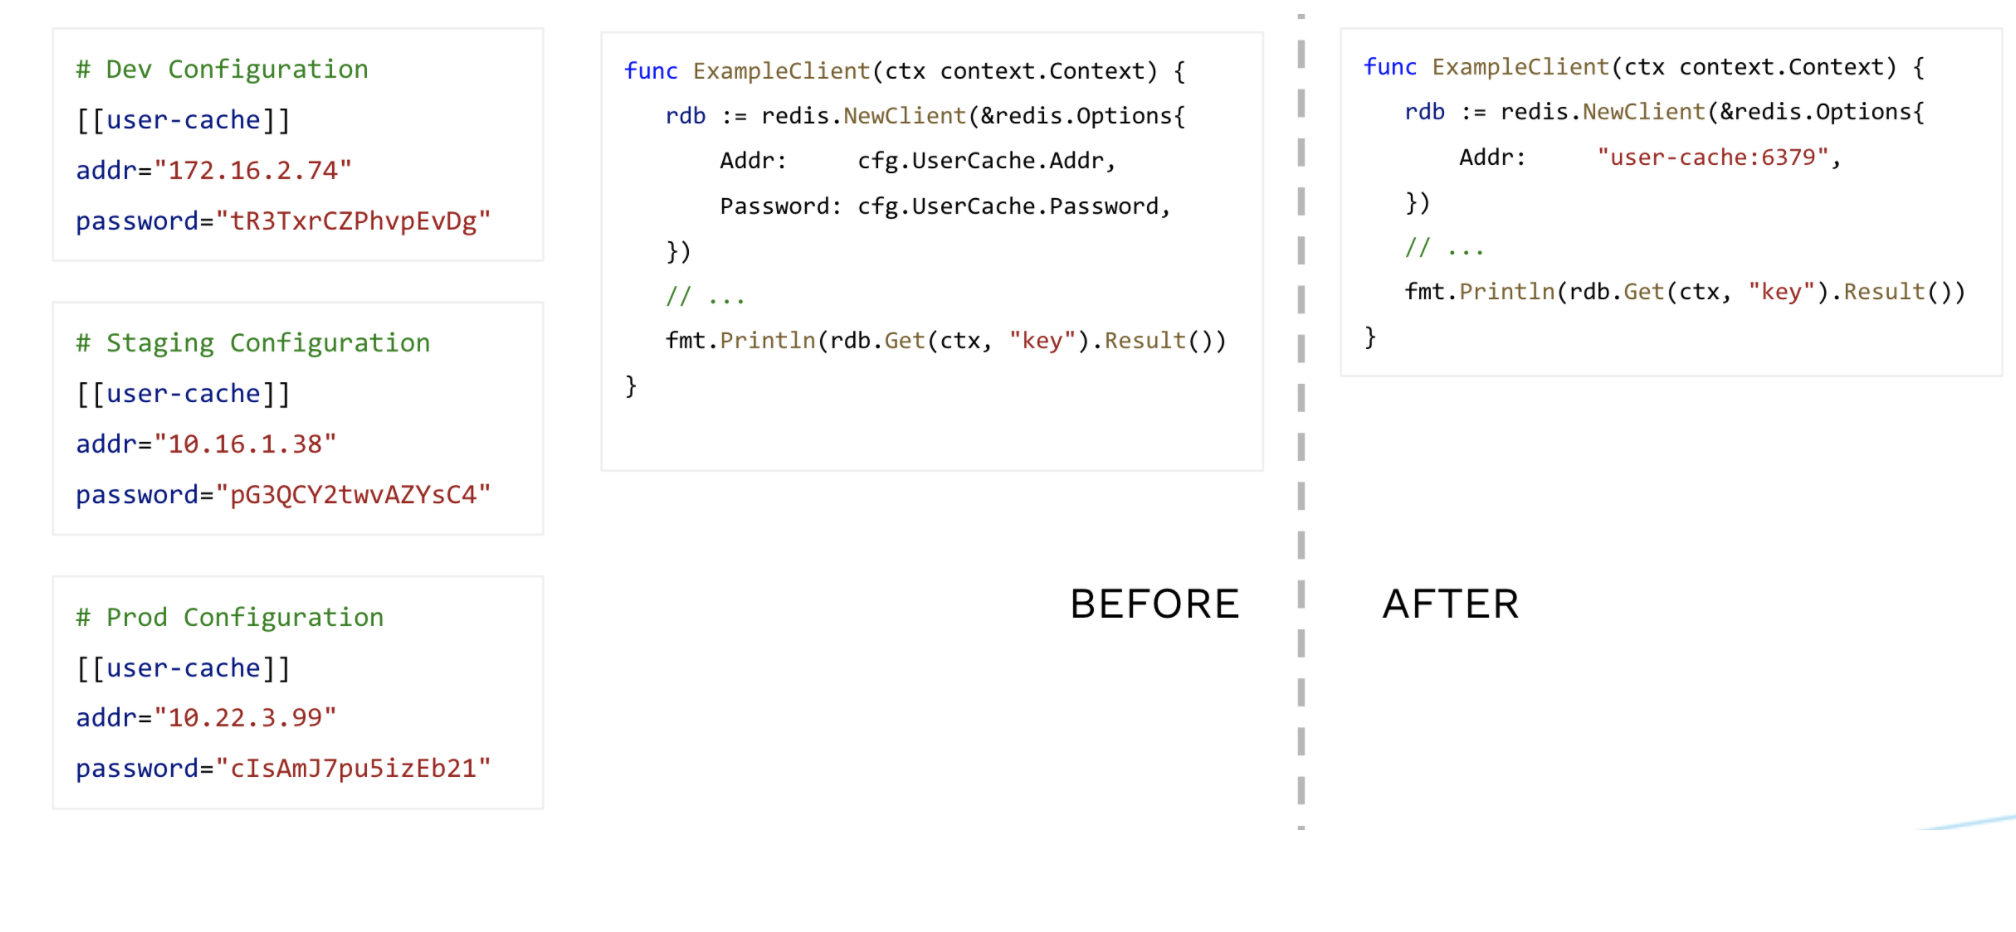 # Dev Configuration
[[user-cache]]
addr="172.16.2.74"
password="tR3TxrCZPhvpEvDg"
# Staging Configuration
[[user-cache]]
addr="10.16.1.38"
password="pG3QCY2twvAZYsC4"
# Prod Configuration
[[user-cache]]
addr="10.22.3.99"
password="cIsAmJ7pu5izEb21"
func ExampleClient(ctx context.Context) {
   rdb := redis.NewClient(&redis.Options{
       Addr:     cfg.UserCache.Addr,
       Password: cfg.UserCache.Password,
   })
   // ...
   fmt.Println(rdb.Get(ctx, "key").Result())
}
BEFORE
func ExampleClient(ctx context.Context) {
   rdb := redis.NewClient(&redis.Options{
       Addr:     "user-cache:6379",
   })
   // ...
   fmt.Println(rdb.Get(ctx, "key").Result())
}
AFTER